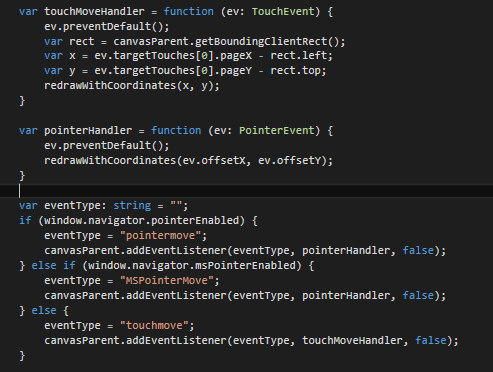 var touchMoveHandler = function (ev: TouchEvent) {
    ev.preventDefault();
    var rect = canvasParent.getBoundingClientRect();
    var x = ev.targetTouches[0].pageX - rect.left;
    var y = ev.targetTouches[0].pageY - rect.top;
    redrawWithCoordinates(x, y);
}

var pointerHandler = function (ev: PointerEvent) {
    ev.preventDefault();
    redrawWithCoordinates(ev.offsetX, ev.offsetY);
}

var eventType: string = "";
if (window.navigator.pointerEnabled) {
    eventType = "pointermove";
    canvasParent.addEventListener(eventType, pointerHandler, false);
} else if (window.navigator.msPointerEnabled) {
    eventType = "MSPointerMove";
    canvasParent.addEventListener(eventType, pointerHandler, false);
} else {
    eventType = "touchmove";
    canvasParent.addEventListener(eventType, touchMoveHandler, false);
}